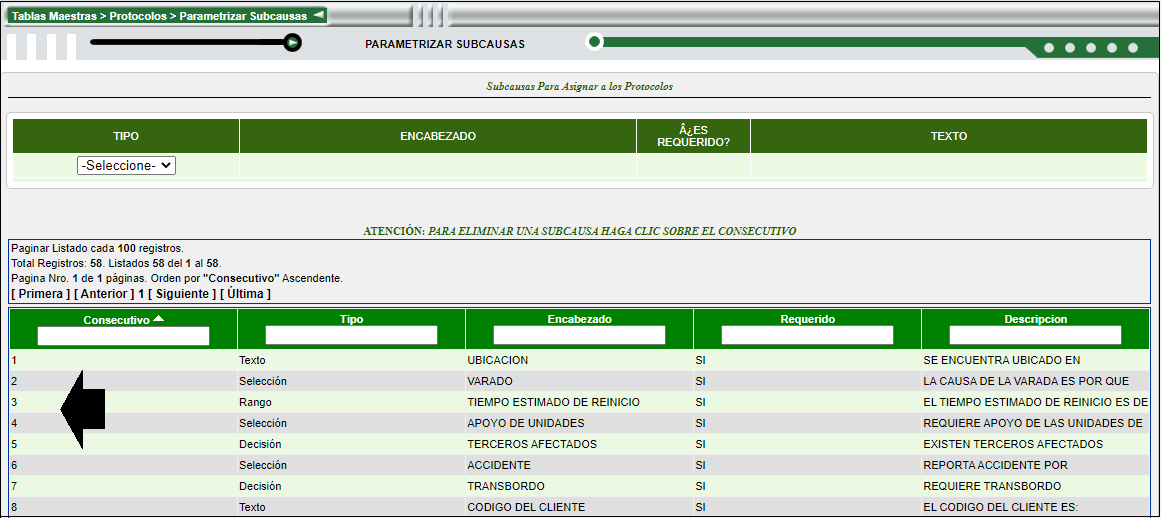 Tablas Maestras > Protocolos > Parametrizar Subcausas
PARAMETRIZAR SUBCAUSAS
Subcausas Para Asignar a los Protocolos
TIPO ENCABEZADO Â¿ES REQUERIDO? TEXTO
-Seleccione-
ATENCIÓN: PARA ELIMINAR UNA SUBCAUSA HAGA CLIC SOBRE EL CONSECUTIVO
Paginar Listado cada 100 registros.
Total Registros: 58. Listados 58 del 1 al 58.
Pagina Nro. 1 de 1 páginas. Orden por "Consecutivo" Ascendente.
[ Primera ] [ Anterior ] 1 [ Siguiente ] [ Última ]
Consecutivo Tipo Encabezado Requerido Descripcion
1 Texto UBICACION SI SE ENCUENTRA UBICADO EN
2 Selección VARADO SI LA CAUSA DE LA VARADA ES POR QUE
3 Rango TIEMPO ESTIMADO DE REINICIO SI EL TIEMPO ESTIMADO DE REINICIO ES DE
4 Selección APOYO DE UNIDADES SI REQUIERE APOYO DE LAS UNIDADES DE
5 Decisión TERCEROS AFECTADOS SI EXISTEN TERCEROS AFECTADOS
6 Selección ACCIDENTE SI REPORTA ACCIDENTE POR
7 Decisión TRANSBORDO SI REQUIERE TRANSBORDO
8 Texto CODIGO DEL CLIENTE SI EL CODIGO DEL CLIENTE ES: